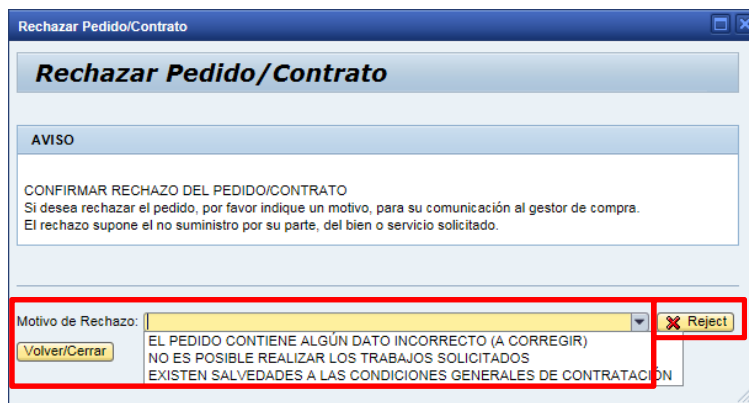 Rechazar Pedido/Contrato
Rechazar Pedido/Contrato
AVISO
CONFIRMAR RECHAZO DEL PEDIDO/CONTRATO
Si desea rechazar el pedido, por favor indique un motivo, para su comunicación al gestor de compra.
El rechazo supone el no suministro por su parte, del bien o servicio solicitado.
Motivo de Rechazo: Reject
EL PEDIDO CONTIENE ALGÚN DATO INCORRECTO (A CORREGIR)
Volver/Cerrar
NO ES POSIBLE REALIZAR LOS TRABAJOS SOLICITADOS
EXISTEN SALVEDADES A LAS CONDICIONES GENERALES DE CONTRATACIÓN